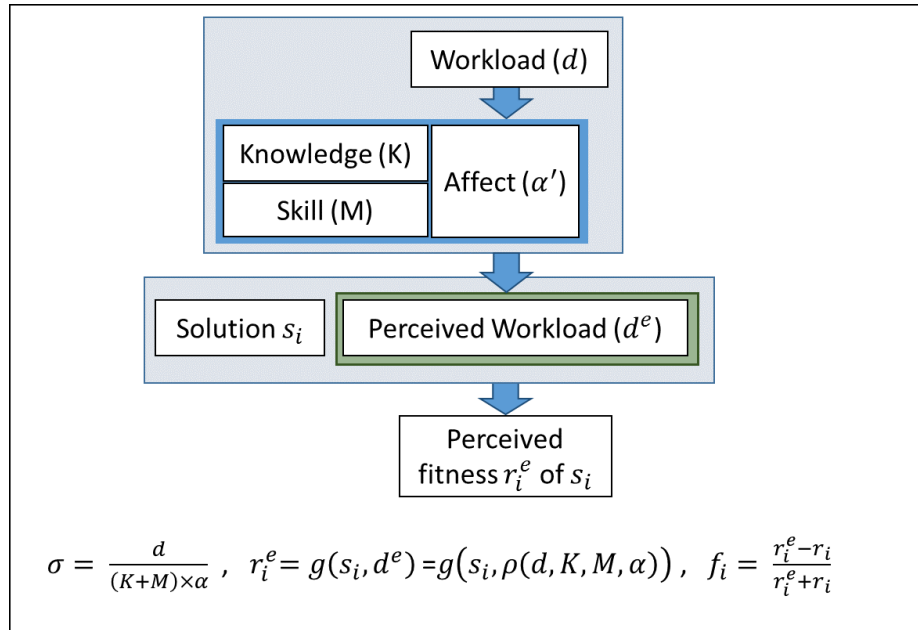 Workload (𝑑)
Knowledge (K)
Skill (M)
Affect (𝛼′)
Solution 𝑠ᵢ
Perceived Workload (𝑑ᵉ)
Perceived
fitness 𝑟ᵢᵉ of 𝑠ᵢ
𝜎 = 𝑑/((𝐾+𝑀)×𝛼) , 𝑟ᵢᵉ= 𝑔(𝑠ᵢ, 𝑑ᵉ) =𝑔(𝑠ᵢ, 𝜌(𝑑, 𝐾, 𝑀, 𝛼)) , 𝑓ᵢ = (𝑟ᵢᵉ−𝑟ᵢ)/(𝑟ᵢᵉ+𝑟ᵢ)